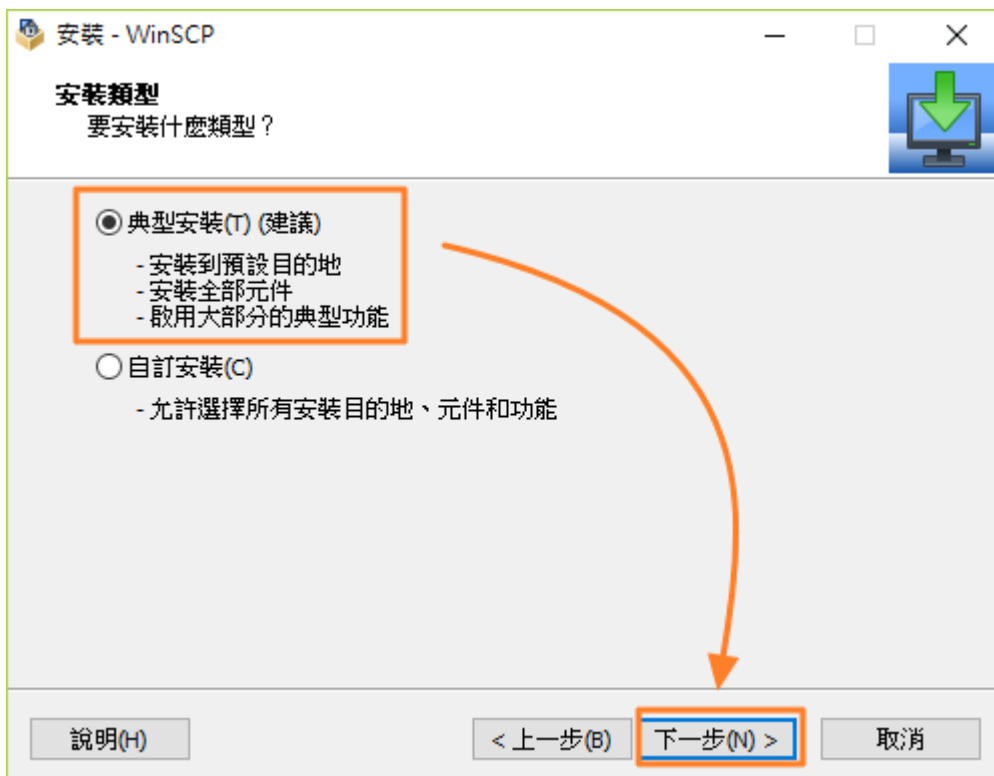 安裝 - WinSCP
安裝類型
要安裝什麼類型？
典型安裝(T) (建議)
- 安裝到預設目的地
- 安裝全部元件
- 啟用大部分的典型功能
自訂安裝(C)
- 允許選擇所有安裝目的地、元件和功能
說明(H)
< 上一步(B)
下一步(N) >
取消